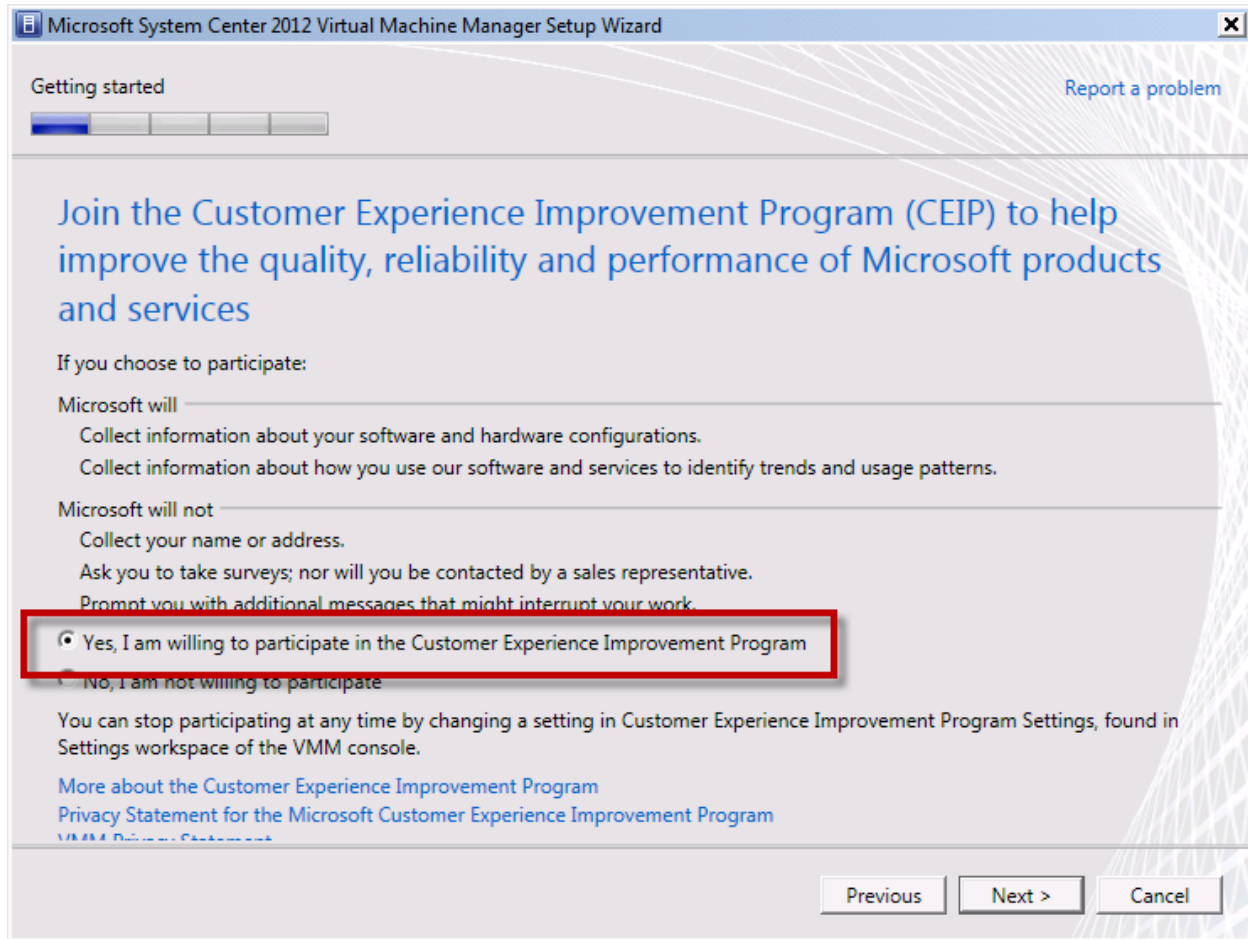 Microsoft System Center 2012 Virtual Machine Manager Setup Wizard
Getting started
Report a problem
Join the Customer Experience Improvement Program (CEIP) to help
improve the quality, reliability and performance of Microsoft products
and services
If you choose to participate:
Microsoft will
Collect information about your software and hardware configurations.
Collect information about how you use our software and services to identify trends and usage patterns.
Microsoft will not
Collect your name or address.
Ask you to take surveys; nor will you be contacted by a sales representative.
Prompt you with additional messages that might interrupt your work.
Yes, I am willing to participate in the Customer Experience Improvement Program
No, I am not willing to participate
You can stop participating at any time by changing a setting in Customer Experience Improvement Program Settings, found in
Settings workspace of the VMM console.
More about the Customer Experience Improvement Program
Privacy Statement for the Microsoft Customer Experience Improvement Program
VMM Privacy Statement
Previous
Next >
Cancel